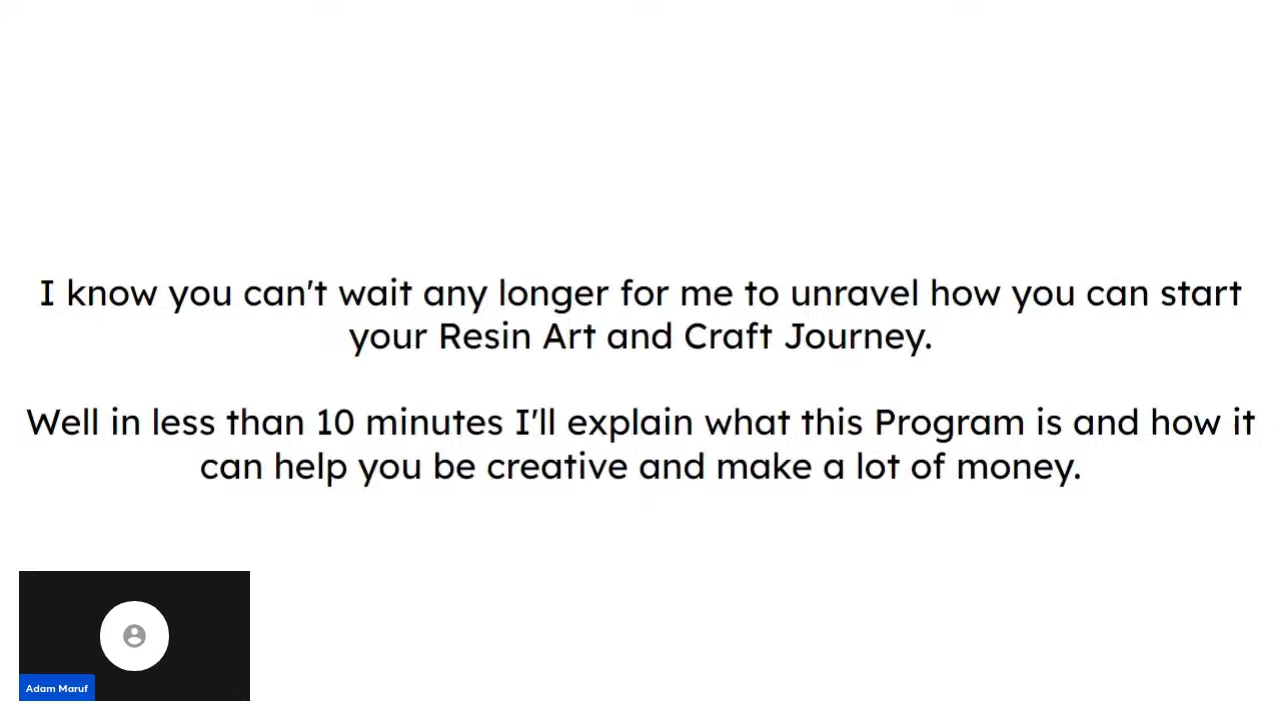 I know you can't wait any longer for me to unravel how you can start
your Resin Art and Craft Journey.
Well in less than 10 minutes I'll explain what this Program is and how it
can help you be creative and make a lot of money.
Adam Maruf